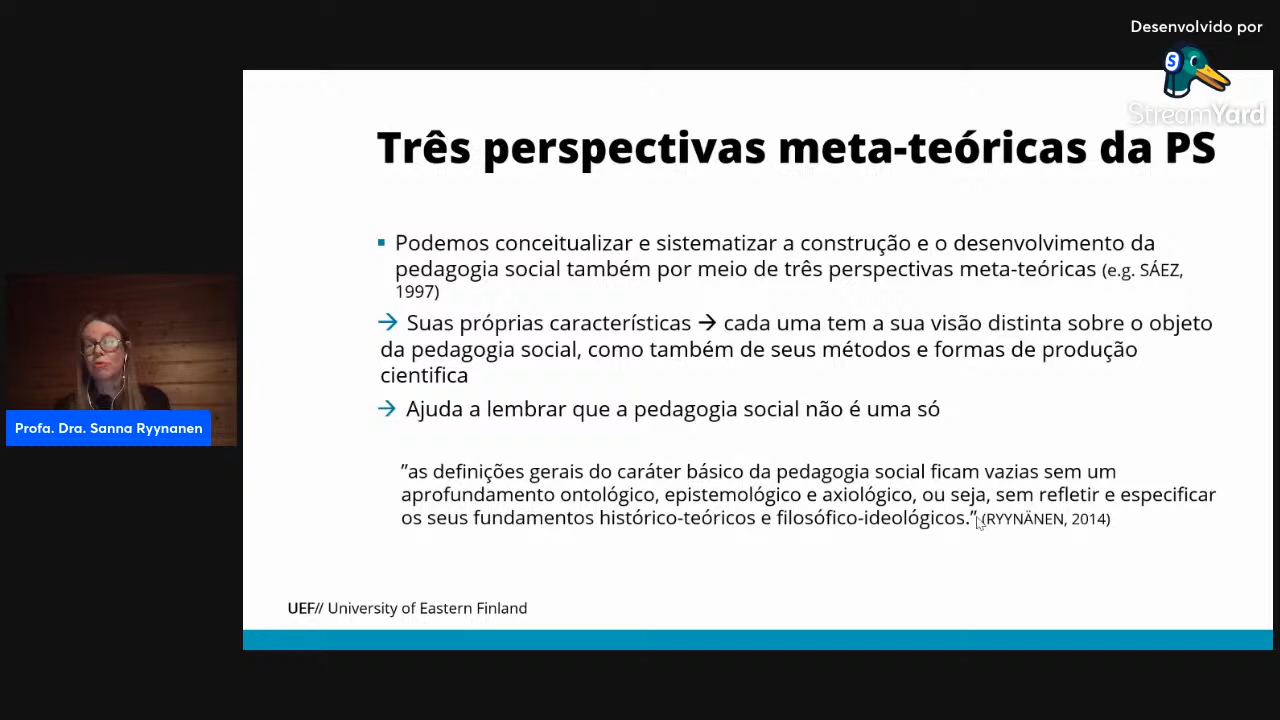 Desenvolvido por
S
StreamYard
Três perspectivas meta-teóricas da PS
Podemos conceitualizar e sistematizar a construção e o desenvolvimento da
pedagogia social também por meio de três perspectivas meta-teóricas (e.g. SÁEZ,
1997)
→ Suas próprias características → cada uma tem a sua visão distinta sobre o objeto
da pedagogia social, como também de seus métodos e formas de produção
cientifica
→ Ajuda a lembrar que a pedagogia social não é uma só
”as definições gerais do caráter básico da pedagogia social ficam vazias sem um
aprofundamento ontológico, epistemológico e axiológico, ou seja, sem refletir e especificar
os seus fundamentos histórico-teóricos e filosófico-ideológicos.” (RYYNÄNEN, 2014)
Profa. Dra. Sanna Ryynanen
UEF// University of Eastern Finland